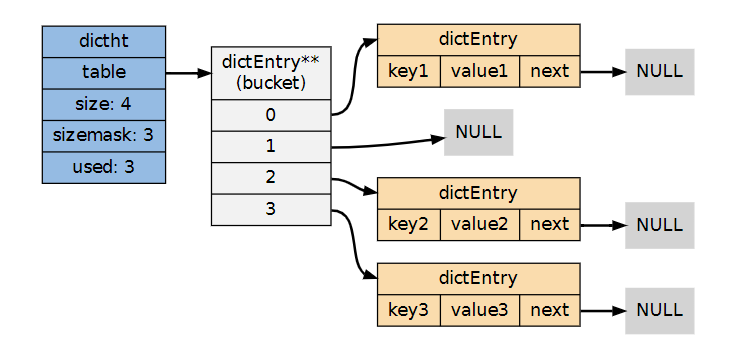 dictht
table
size: 4
sizemask: 3
used: 3
dictEntry**
(bucket)
0
1
2
3
dictEntry
key1 value1 next
NULL
NULL
dictEntry
key2 value2 next
NULL
dictEntry
key3 value3 next
NULL